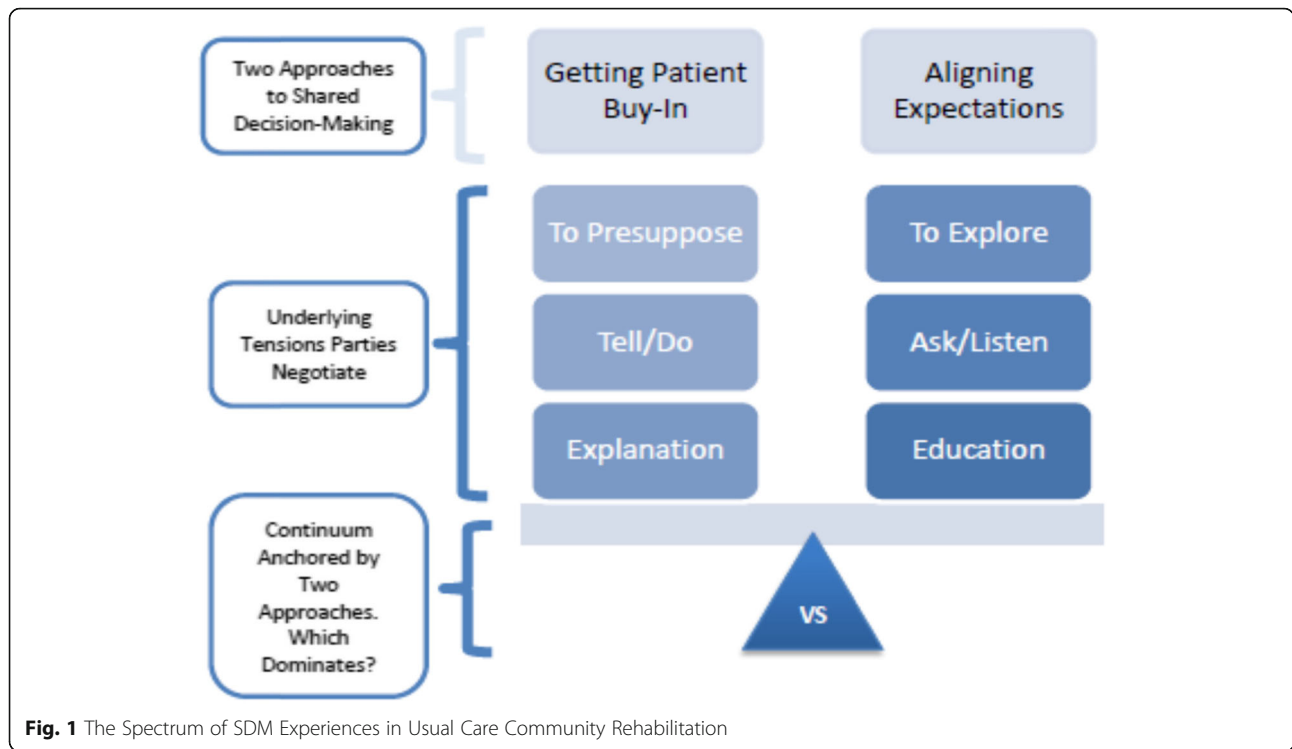 Two Approaches
to Shared
Decision-Making
Getting Patient
Buy-In
Aligning
Expectations
Underlying
Tensions Parties
Negotiate
To Presuppose
To Explore
Tell/Do
Ask/Listen
Explanation
Education
Continuum
Anchored by
Two
Approaches.
Which
Dominates?
VS
Fig. 1 The Spectrum of SDM Experiences in Usual Care Community Rehabilitation